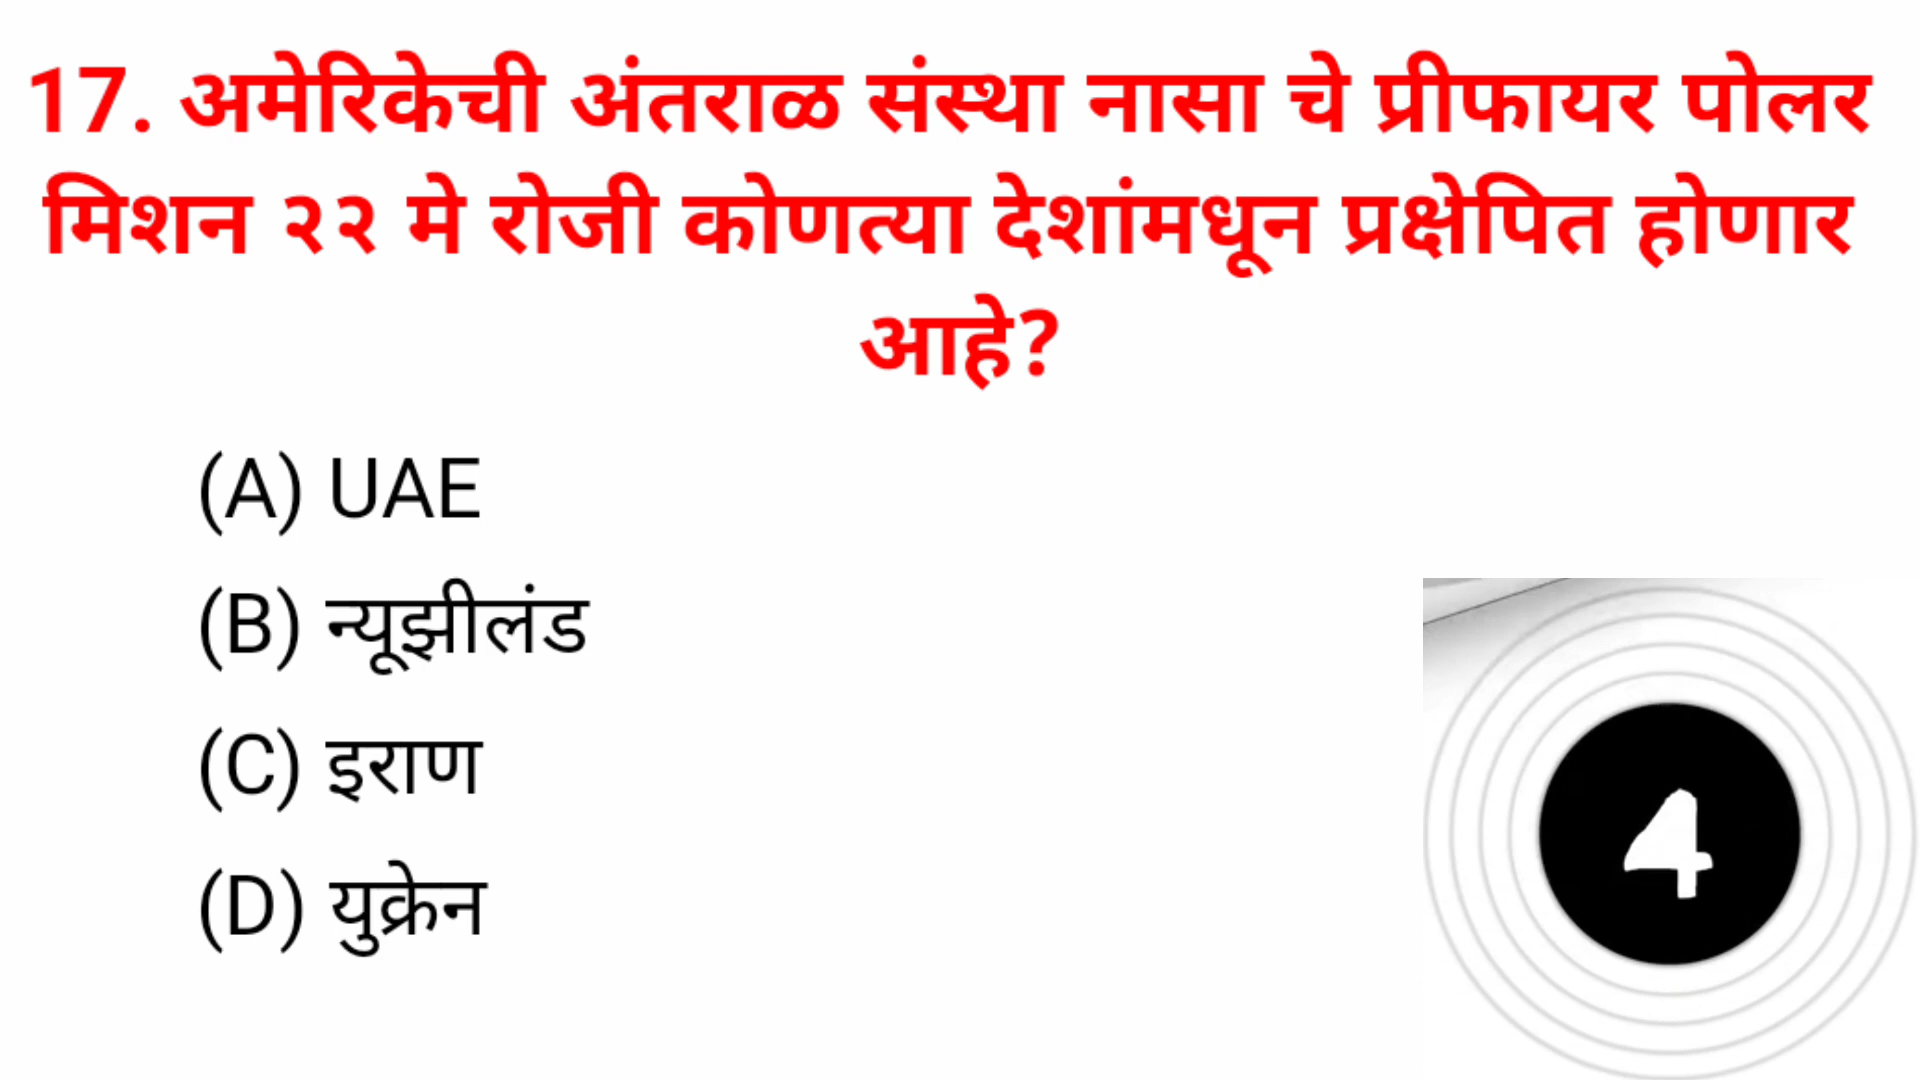 17. अमेरिकेची अंतराळ संस्था नासा चे प्रीफायर पोलर
मिशन २२ मे रोजी कोणत्या देशांमधून प्रक्षेपित होणार
आहे?
(A) UAE
(B) न्यूझीलंड
(C) इराण
(D) युक्रेन
4